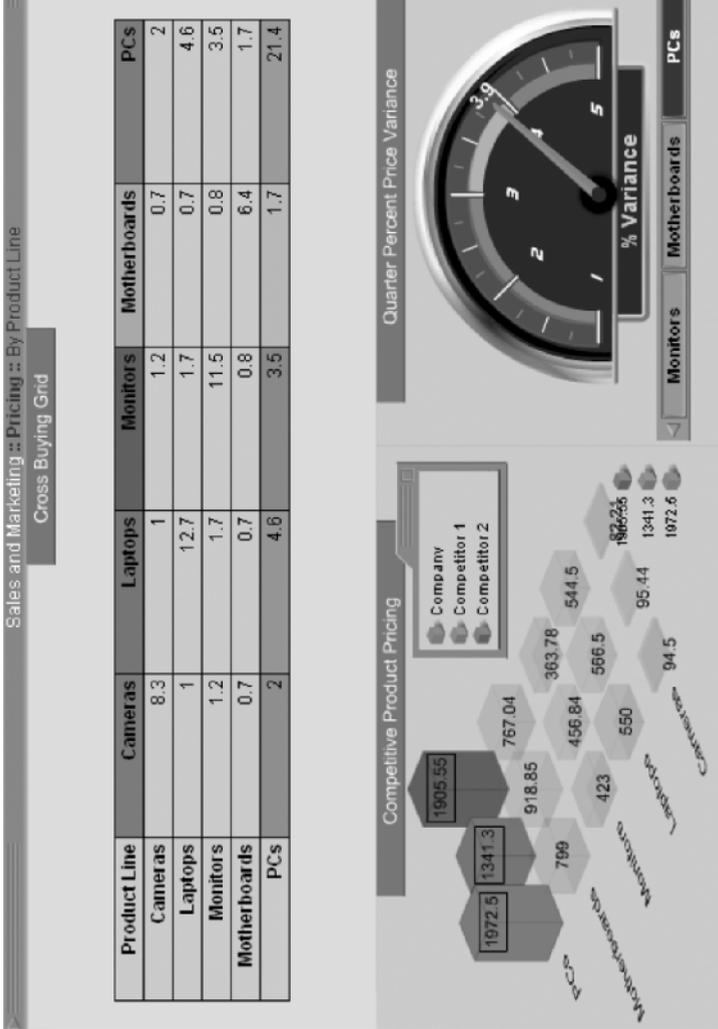 Sales and Marketing :: Pricing :: By Product Line
Cross Buying Grid
Product Line Cameras Laptops Monitors Motherboards PCs
Cameras 8.3 1 1.2 0.7 2
Laptops 1 12.7 1.7 0.7 4.6
Monitors 1.2 1.7 11.5 0.8 3.5
Motherboards 0.7 0.7 0.8 6.4 1.7
PCs 2 4.6 3.5 1.7 21.4
Competitive Product Pricing
Company
Competitor 1
Competitor 2
1905.55
1341.3
1972.5
767.04
918.85
799
363.78
456.84
423
544.5
566.5
550
95.44
94.5
1341.3
1972.5
PCs
Motherboards
Monitors
Laptops
Cameras
Quarter Percent Price Variance
1 2 3 4 5
3.9
% Variance
Monitors Motherboards PCs